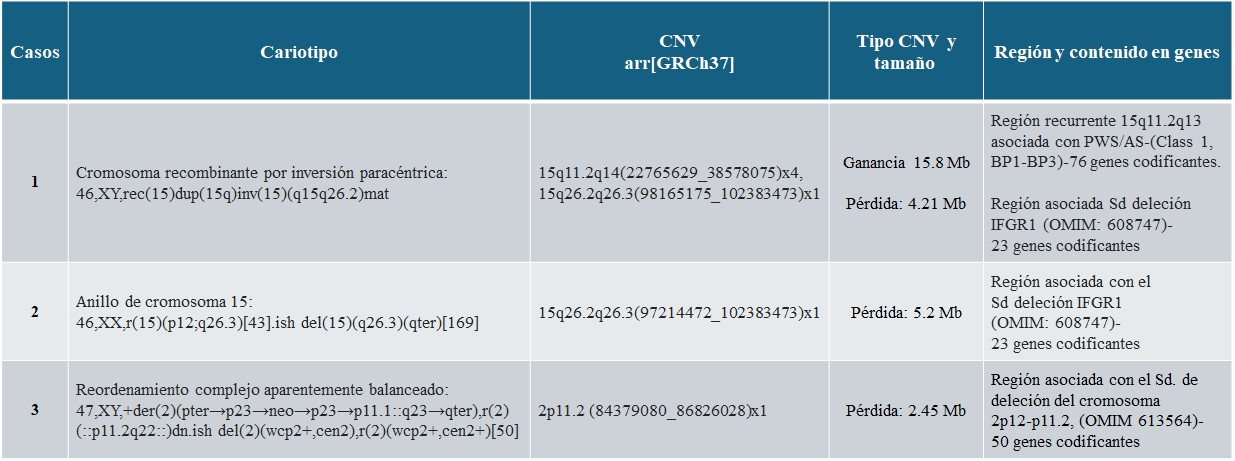 Casos
Cariotipo
CNV
arr[GRCh37]
Tipo CNV y
tamaño
Región y contenido en genes
1
Cromosoma recombinante por inversión paracéntrica:
46,XY,rec(15)dup(15q)inv(15)(q15q26.2)mat
15q11.2q14(22765629_38578075)x4,
15q26.2q26.3(98165175_102383473)x1
Ganancia 15.8 Mb
Pérdida: 4.21 Mb
Región recurrente 15q11.2q13
asociada con PWS/AS-(Class 1,
BP1-BP3)-76 genes codificantes.
Región asociada Sd deleción
IFGR1 (OMIM: 608747)-
23 genes codificantes
2
Anillo de cromosoma 15:
46,XX,r(15)(p12;q26.3)[43].ish del(15)(q26.3)(qter)[169]
15q26.2q26.3(97214472_102383473)x1
Pérdida: 5.2 Mb
Región asociada con el
Sd deleción IFGR1
(OMIM: 608747)-
23 genes codificantes
3
Reordenamiento complejo aparentemente balanceado:
47,XY,+der(2)(pter→p23→neo→p23→p11.1::q23→qter),r(2)
(::p11.2q22::)dn.ish del(2)(wcp2+,cen2),r(2)(wcp2+,cen2+)[50]
2p11.2 (84379080_86826028)x1
Pérdida: 2.45 Mb
Región asociada con el Sd. de
deleción del cromosoma
2p12-p11.2, (OMIM 613564)-
50 genes codificantes